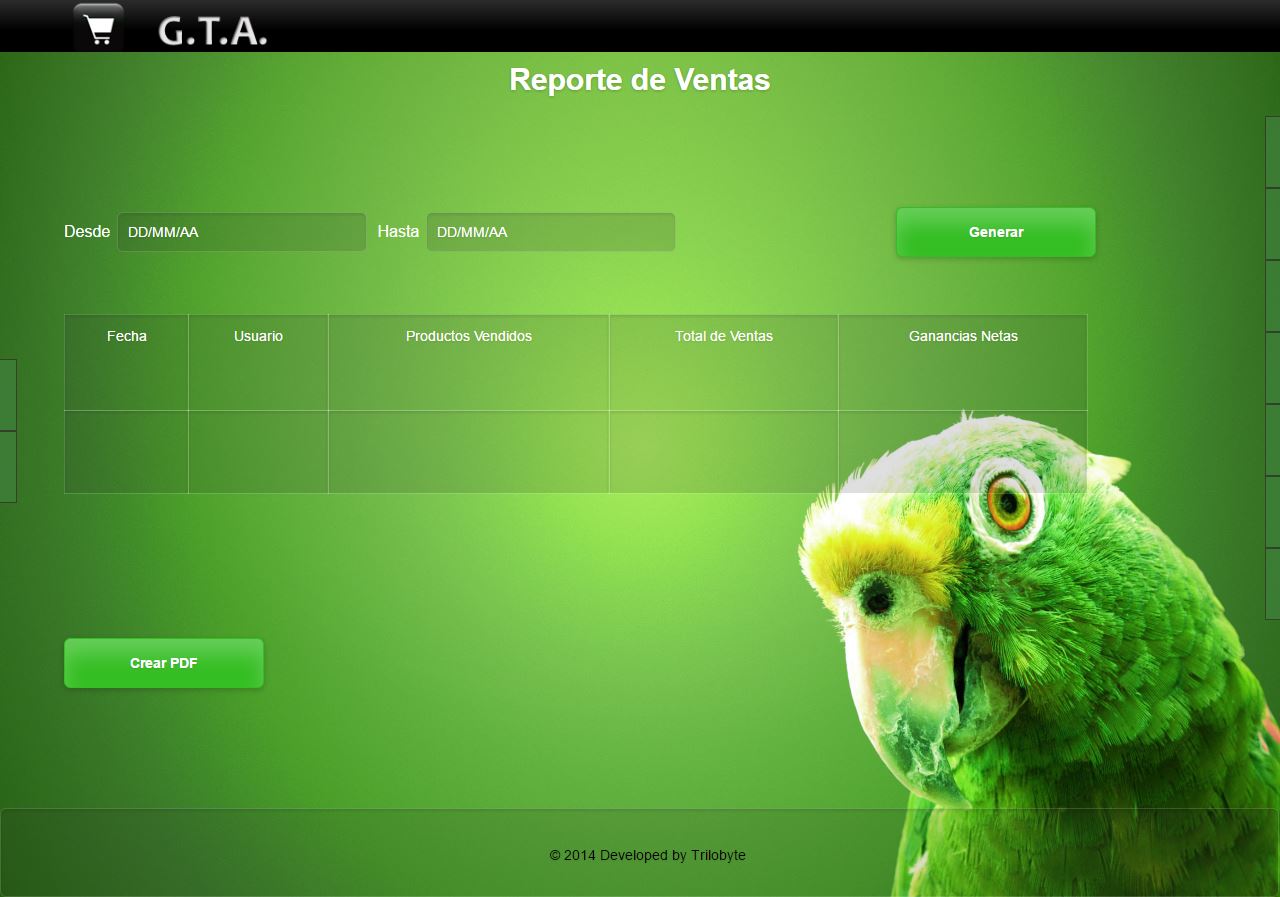 G.T.A.
Reporte de Ventas
Desde DD/MM/AA Hasta DD/MM/AA Generar
Fecha Usuario Productos Vendidos Total de Ventas Ganancias Netas
Crear PDF
© 2014 Developed by Trilobyte